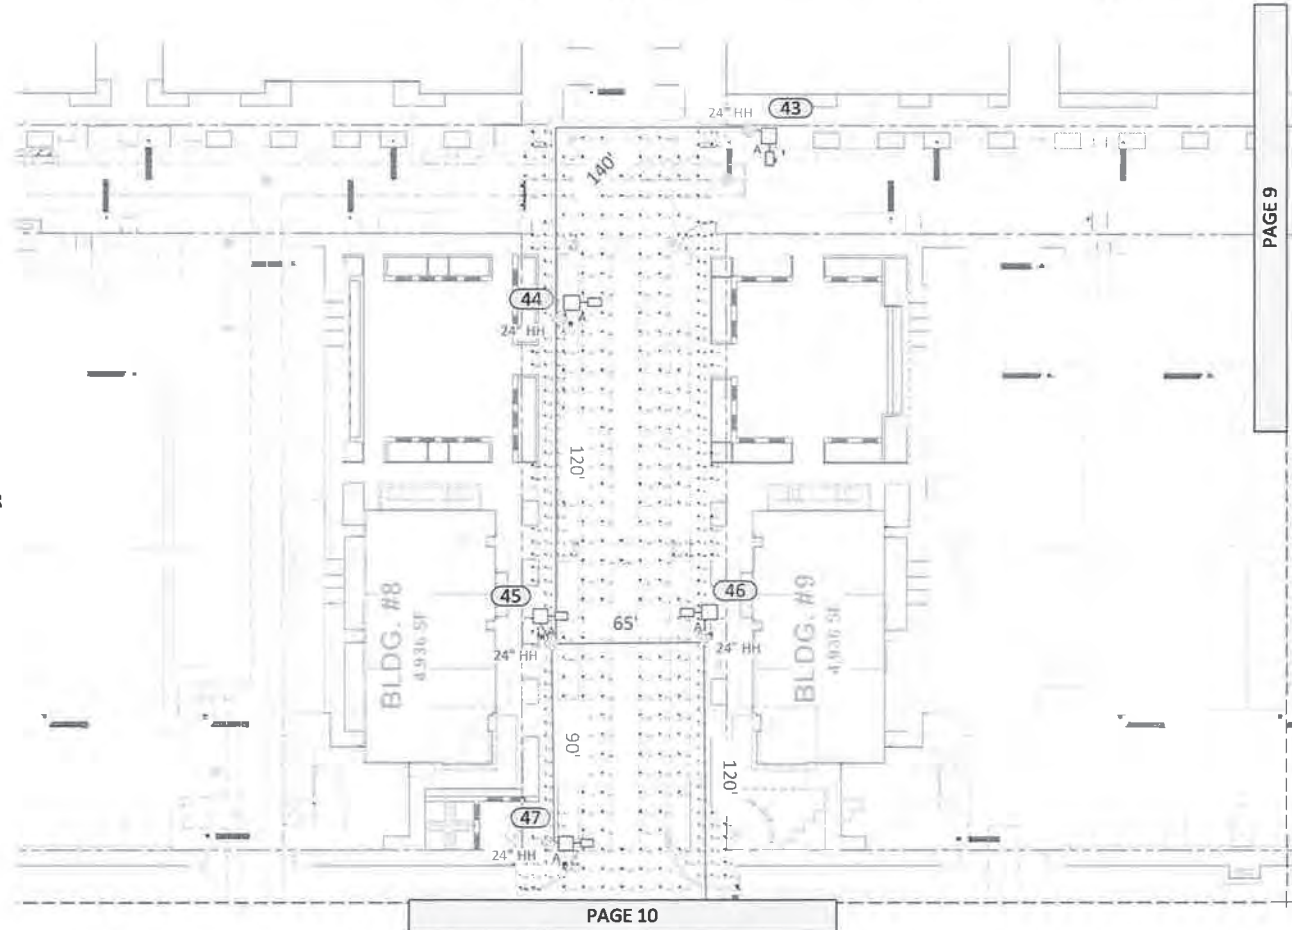 24" HH
43
A
140'
PAGE 9
44
A
24" HH
120'
BLDG. #8
4,936 SF
BLDG. #9
4,936 SF
45
46
65'
A
24" HH
24" HH
90'
120'
47
A
24" HH
PAGE 10